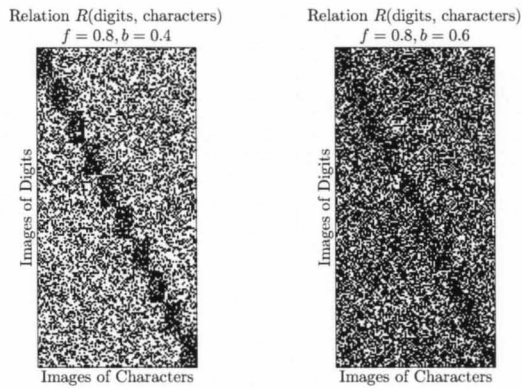 Relation R(digits, characters)
f = 0.8, b = 0.4
Images of Digits
Images of Characters
Relation R(digits, characters)
f = 0.8, b = 0.6
Images of Digits
Images of Characters